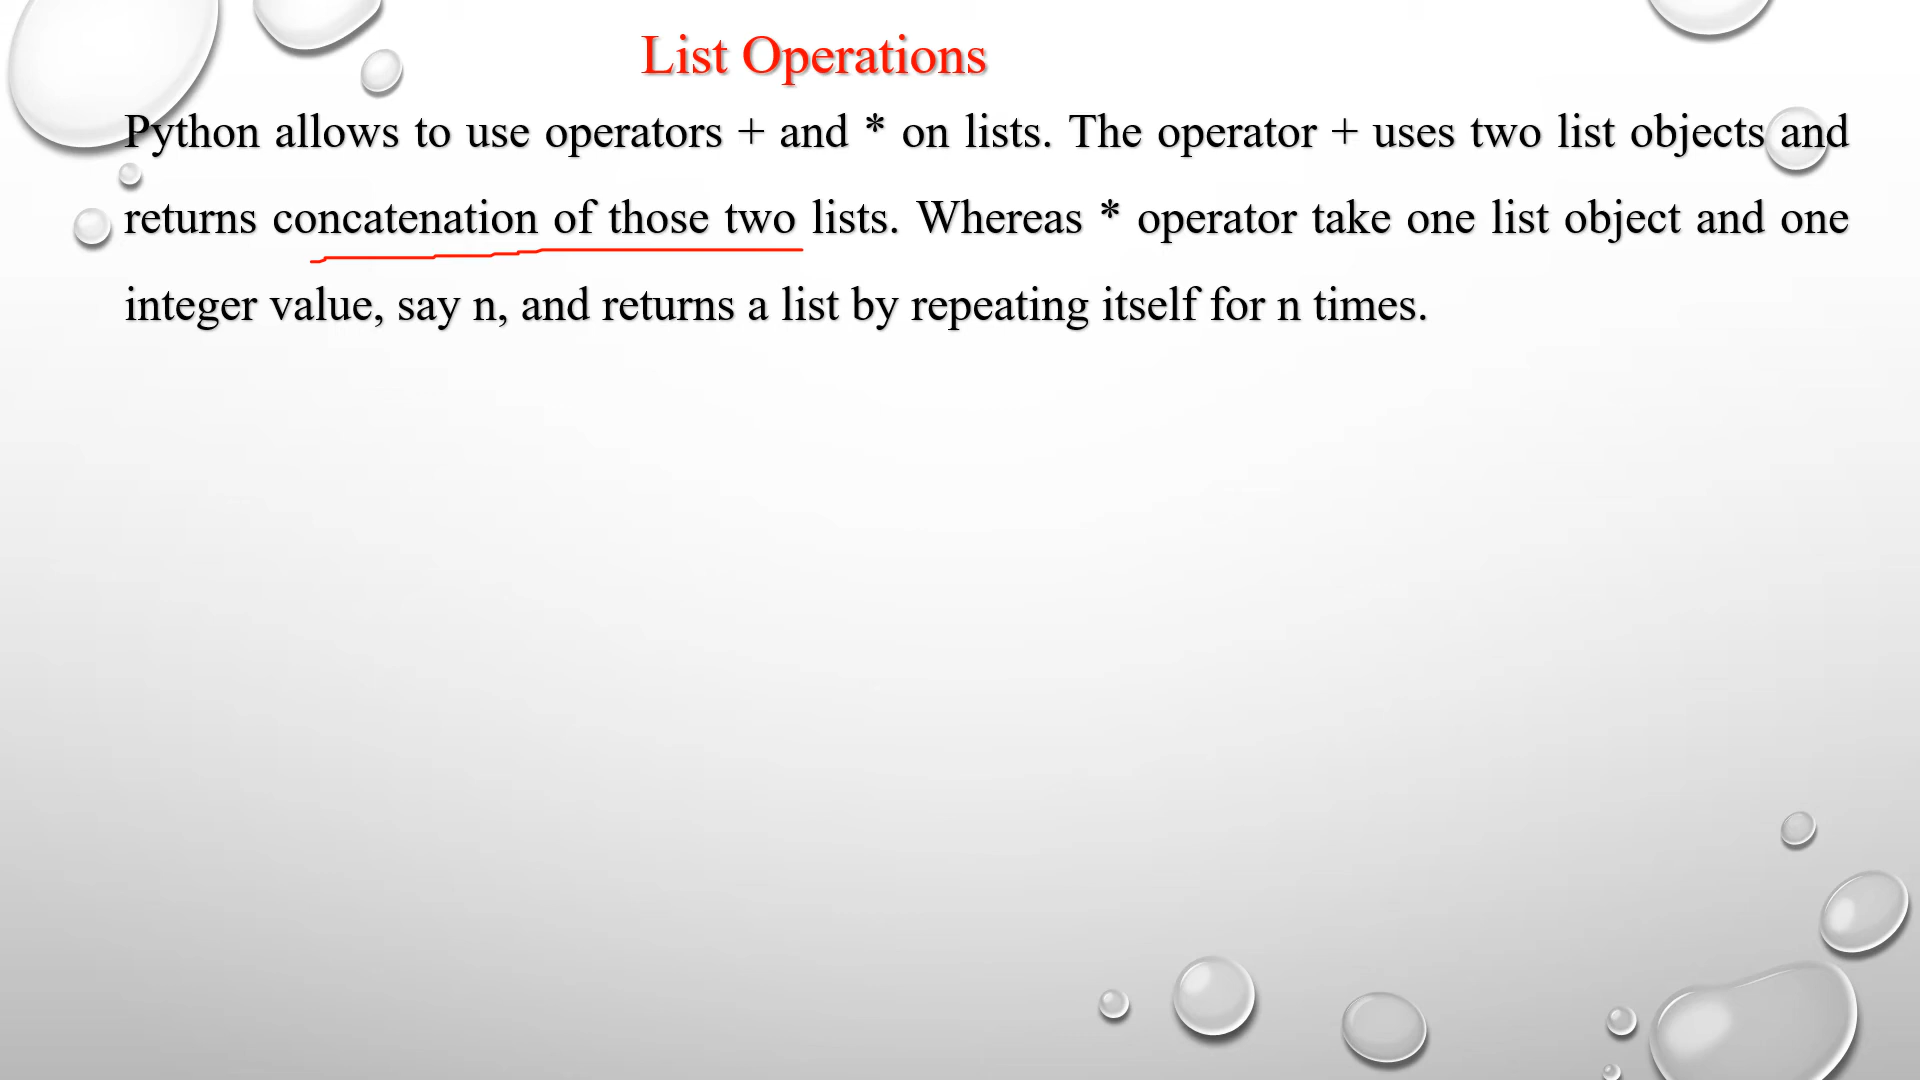 List Operations
Python allows to use operators + and * on lists. The operator + uses two list objects and
returns concatenation of those two lists. Whereas * operator take one list object and one
integer value, say n, and returns a list by repeating itself for n times.